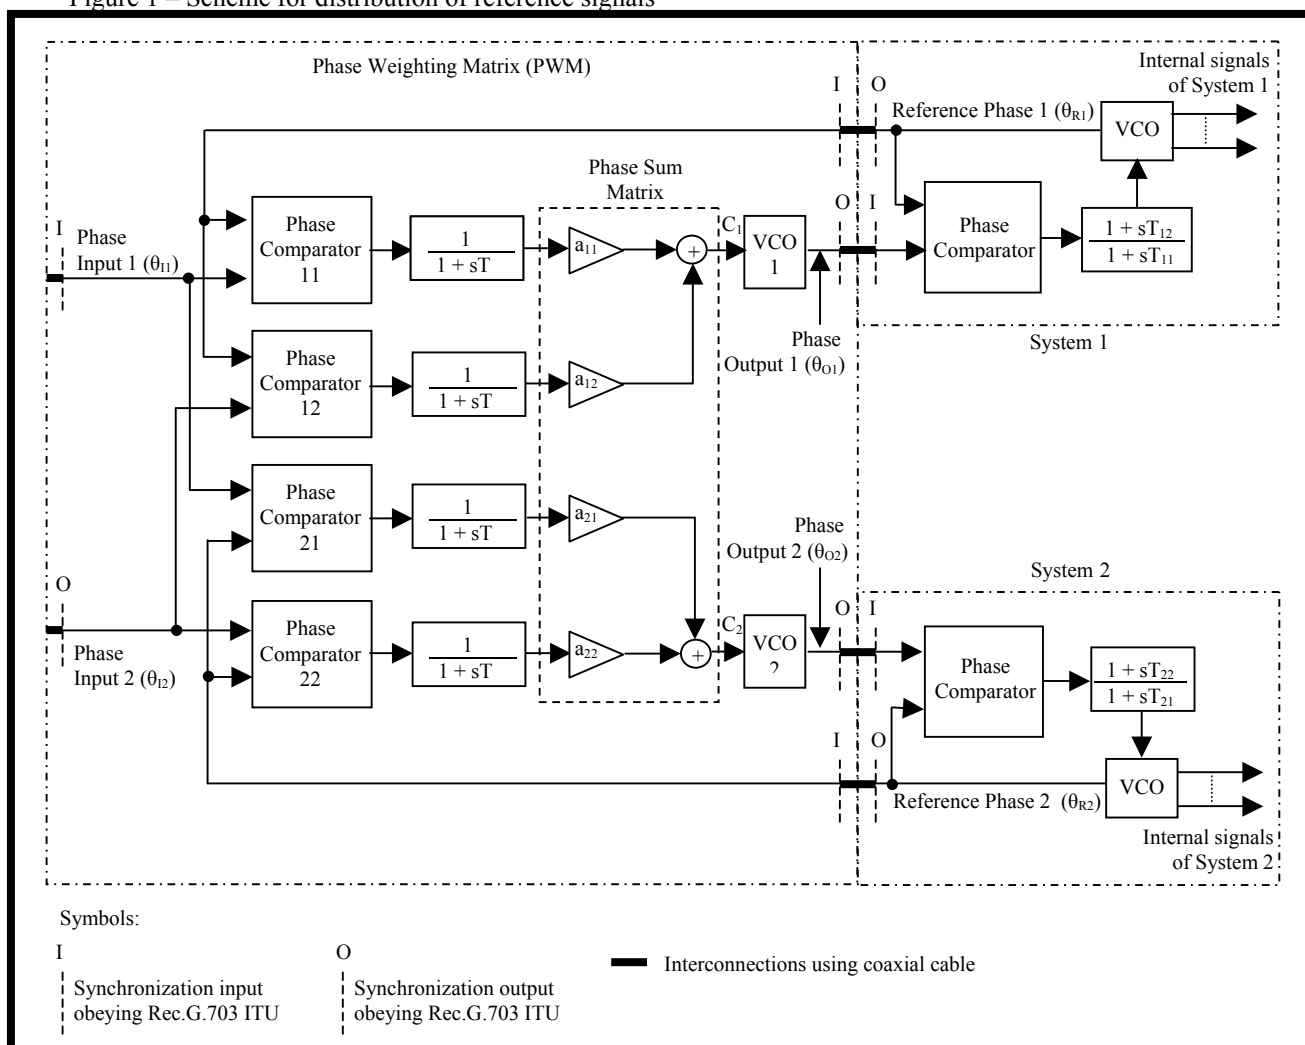 Figure 1 – Scheme for distribution of reference signals
Phase Weighting Matrix (PWM)
I
O
Internal signals
of System 1
Reference Phase 1 (θR1)
VCO
Phase Sum
Matrix
I
Phase
Input 1 (θI1)
Phase
Comparator
11
1
1 + sT
a11
+
C1
VCO
1
O
I
Phase
Comparator
1 + sT12
1 + sT11
Phase
Output 1 (θO1)
System 1
Phase
Comparator
12
1
1 + sT
a12
Phase
Comparator
21
1
1 + sT
a21
Phase
Output 2 (θO2)
System 2
O
Phase
Input 2 (θI2)
Phase
Comparator
22
1
1 + sT
a22
+
C2
VCO
2
O
I
Phase
Comparator
1 + sT22
1 + sT21
I
O
Reference Phase 2 (θR2)
VCO
Internal signals
of System 2
Symbols:
I
Synchronization input
obeying Rec.G.703 ITU
O
Synchronization output
obeying Rec.G.703 ITU
Interconnections using coaxial cable